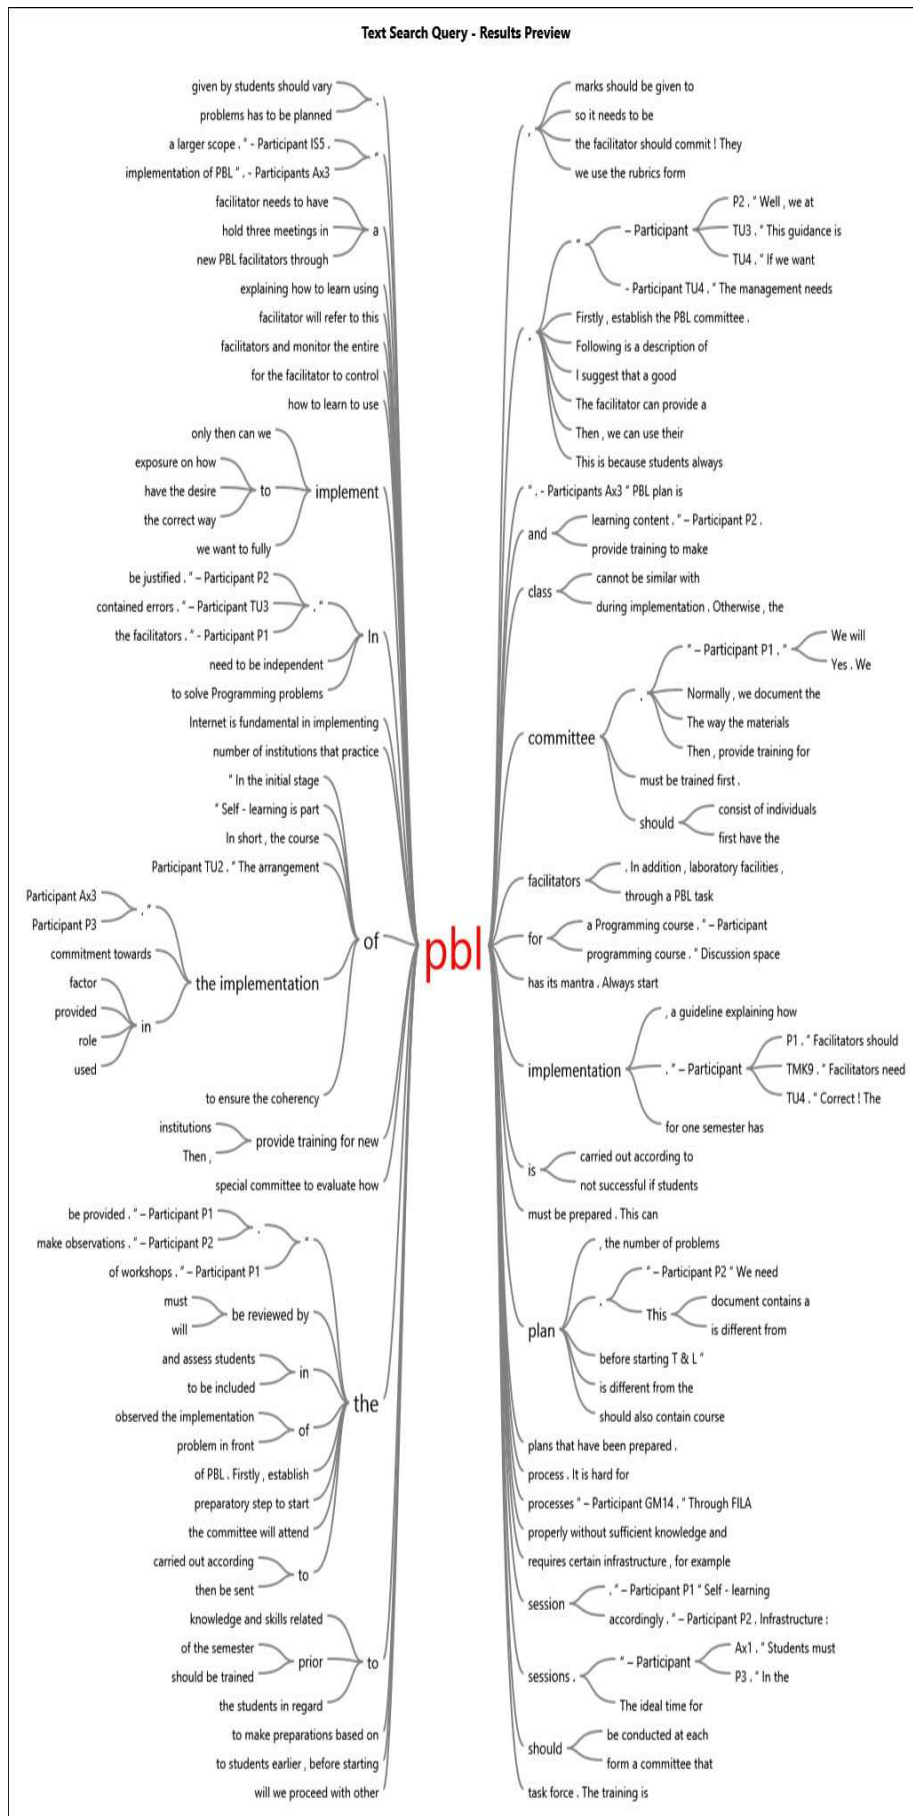 Text Search Query - Results Preview
given by students should vary
problems has to be planned
.
a larger scope . " - Participant IS5 .
implementation of PBL " . - Participants Ax3
"
facilitator needs to have
hold three meetings in
new PBL facilitators through
a
explaining how to learn using
facilitator will refer to this
facilitators and monitor the entire
for the facilitator to control
how to learn to use
only then can we
exposure on how
have the desire
the correct way
to
we want to fully
implement
be justified . " – Participant P2
contained errors . " – Participant TU3
the facilitators . " - Participant P1
. "
need to be independent
to solve Programming problems
In
Internet is fundamental in implementing
number of institutions that practice
" In the initial stage
" Self - learning is part
In short , the course
Participant TU2 . " The arrangement
Participant Ax3
Participant P3
. "
commitment towards
factor
provided
role
used
in
the implementation
to ensure the coherency
of
institutions
Then ,
provide training for new
special committee to evaluate how
be provided . " – Participant P1
make observations . " – Participant P2
.
of workshops . " – Participant P1
"
must
will
be reviewed by
and assess students
to be included
in
observed the implementation
problem in front
of
of PBL . Firstly , establish
preparatory step to start
the committee will attend
carried out according
then be sent
to
the
knowledge and skills related
of the semester
should be trained
prior
the students in regard
to
to make preparations based on
to students earlier , before starting
will we proceed with other
pbl
,
marks should be given to
so it needs to be
the facilitator should commit ! They
we use the rubrics form
.
"
– Participant
P2 . " Well , we at
TU3 . " This guidance is
TU4 . " If we want
- Participant TU4 . " The management needs
Firstly , establish the PBL committee .
Following is a description of
I suggest that a good
The facilitator can provide a
Then , we can use their
This is because students always
" . - Participants Ax3 " PBL plan is
and
learning content . " – Participant P2 .
provide training to make
class
cannot be similar with
during implementation . Otherwise , the
committee
.
" – Participant P1 . "
We will
Yes . We
Normally , we document the
The way the materials
Then , provide training for
must be trained first .
should
consist of individuals
first have the
facilitators
. In addition , laboratory facilities ,
through a PBL task
for
a Programming course . " – Participant
programming course . " Discussion space
has its mantra . Always start
implementation
, a guideline explaining how
. " – Participant
P1 . " Facilitators should
TMK9 . " Facilitators need
TU4 . " Correct ! The
for one semester has
is
carried out according to
not successful if students
must be prepared . This can
plan
, the number of problems
.
" – Participant P2 " We need
This
document contains a
is different from
before starting T & L "
is different from the
should also contain course
plans that have been prepared .
process . It is hard for
processes " – Participant GM14 . " Through FILA
properly without sufficient knowledge and
requires certain infrastructure , for example
session
. " – Participant P1 " Self - learning
accordingly . " – Participant P2 . Infrastructure :
sessions .
" – Participant
Ax1 . " Students must
P3 . " In the
The ideal time for
should
be conducted at each
form a committee that
task force . The training is